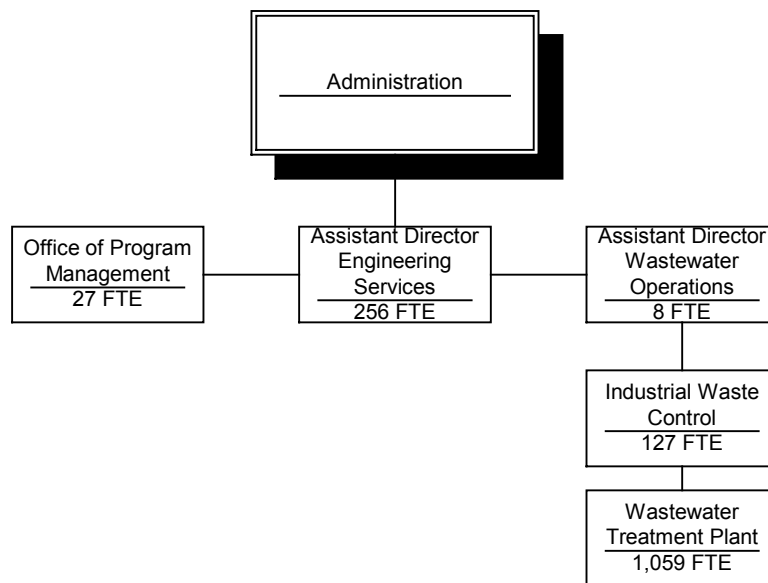 Administration
Office of Program
Management
27 FTE
Assistant Director
Engineering
Services
256 FTE
Assistant Director
Wastewater
Operations
8 FTE
Industrial Waste
Control
127 FTE
Wastewater
Treatment Plant
1,059 FTE